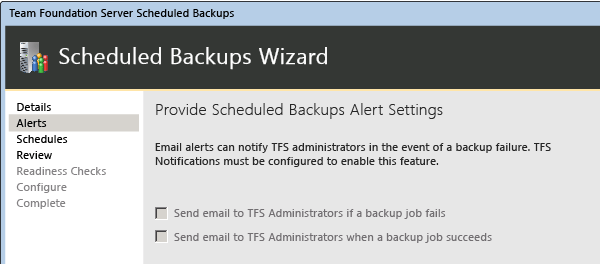 Team Foundation Server Scheduled Backups
Scheduled Backups Wizard
Details
Alerts
Schedules
Review
Readiness Checks
Configure
Complete
Provide Scheduled Backups Alert Settings
Email alerts can notify TFS administrators in the event of a backup failure. TFS
Notifications must be configured to enable this feature.
Send email to TFS Administrators if a backup job fails
Send email to TFS Administrators when a backup job succeeds